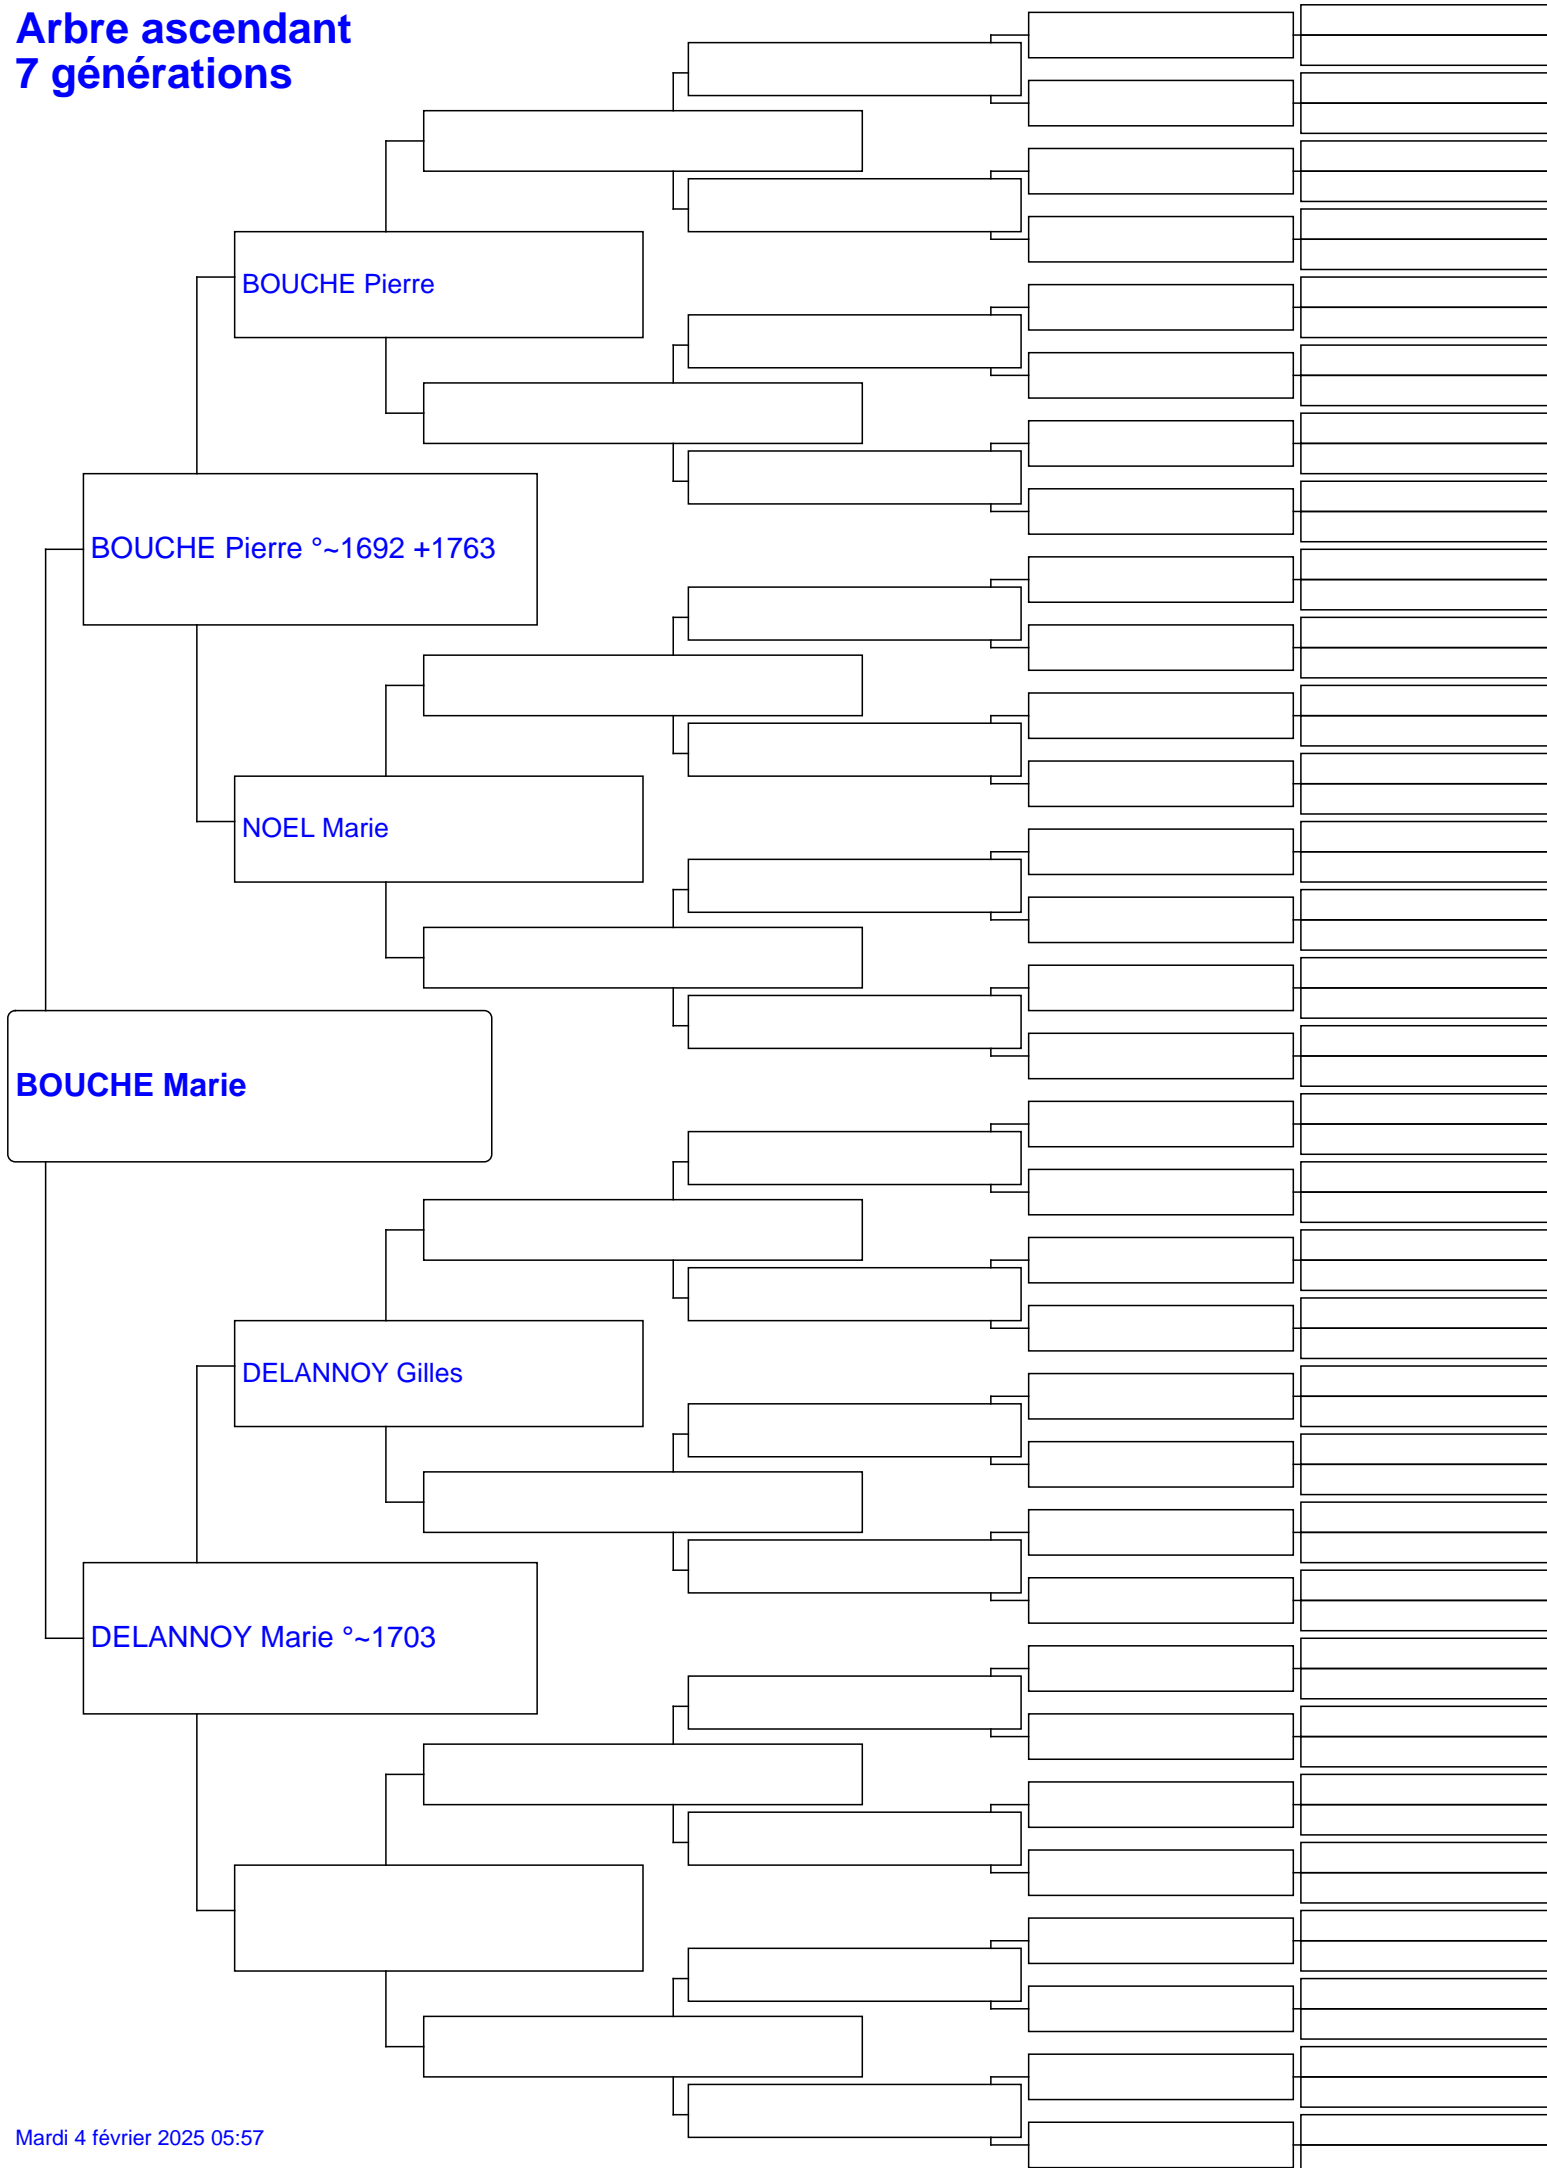 Arbre ascendant
7 générations
BOUCHE Pierre
BOUCHE Pierre °~1692 +1763
NOEL Marie
BOUCHE Marie
DELANNOY Gilles
DELANNOY Marie °~1703
Mardi 4 février 2025 05:57